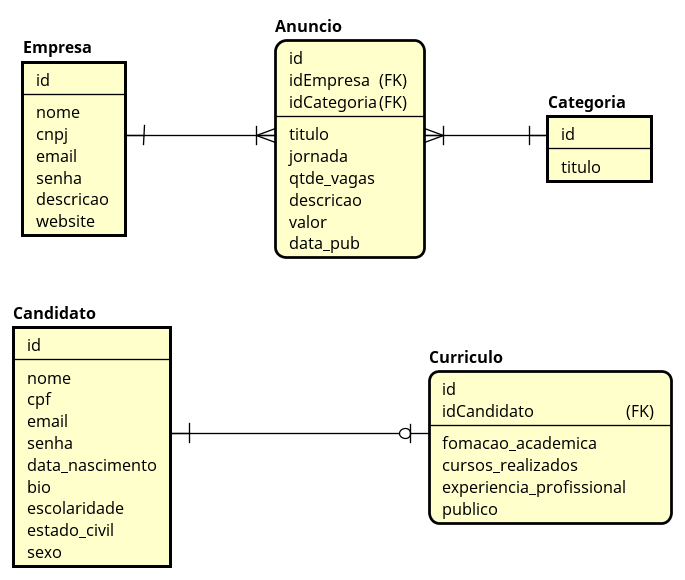 Empresa
id
nome
cnpj
email
senha
descricao
website
Anuncio
id
idEmpresa (FK)
idCategoria (FK)
titulo
jornada
qtde_vagas
descricao
valor
data_pub
Categoria
id
titulo
Candidato
id
nome
cpf
email
senha
data_nascimento
bio
escolaridade
estado_civil
sexo
Curriculo
id
idCandidato (FK)
fomacao_academica
cursos_realizados
experiencia_profissional
publico